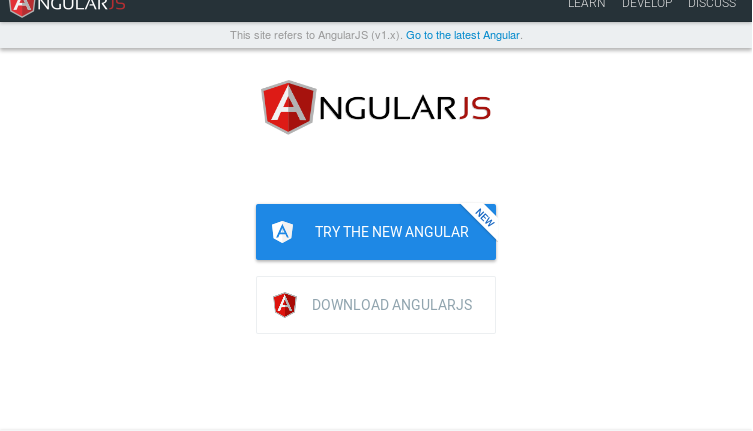 ANGULARJS
LEARN DEVELOP DISCUSS
This site refers to AngularJS (v1.x). Go to the latest Angular.
ANGULARJS
TRY THE NEW ANGULAR
NEW
DOWNLOAD ANGULARJS